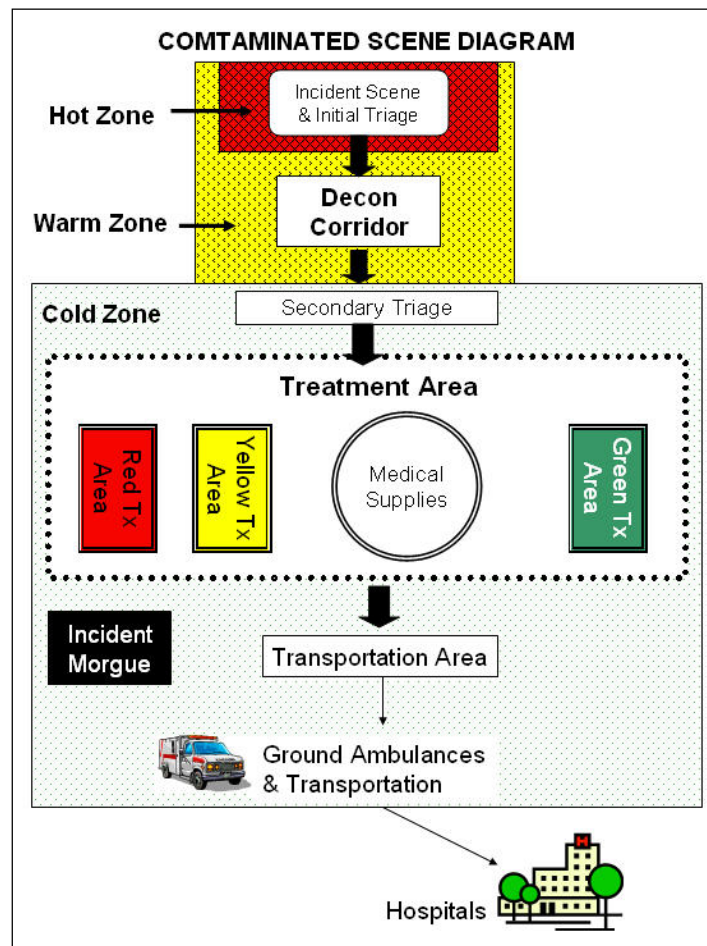 COMTAMINATED SCENE DIAGRAM
Incident Scene
& Initial Triage
Hot Zone
Decon
Corridor
Warm Zone
Cold Zone
Secondary Triage
Treatment Area
Red Tx
Area
Yellow Tx
Area
Medical
Supplies
Green Tx
Area
Incident
Morgue
Transportation Area
Ground Ambulances
& Transportation
H
Hospitals